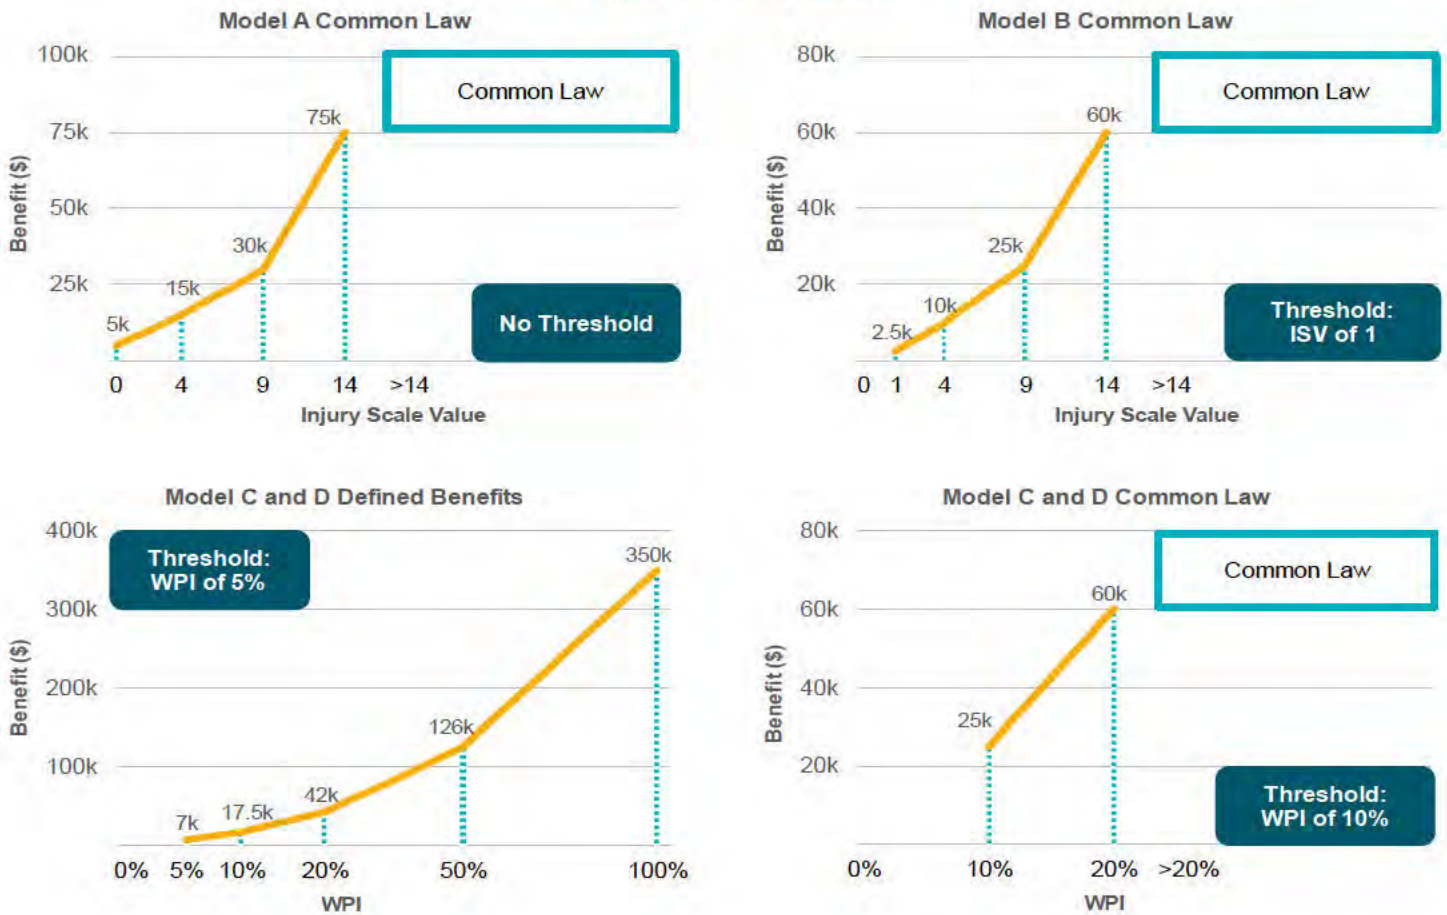 Model A Common Law
100k
75k
50k
25k
Benefit ($)
5k
15k
30k
75k
Common Law
No Threshold
0 4 9 14 >14
Injury Scale Value
Model B Common Law
80k
60k
40k
20k
Benefit ($)
2.5k
10k
25k
60k
Common Law
Threshold:
ISV of 1
0 1 4 9 14 >14
Injury Scale Value
Model C and D Defined Benefits
400k
300k
200k
100k
Benefit ($)
Threshold:
WPI of 5%
7k
17.5k
42k
126k
350k
0% 5% 10% 20% 50% 100%
WPI
Model C and D Common Law
80k
60k
40k
20k
Benefit ($)
25k
60k
Common Law
Threshold:
WPI of 10%
0% 10% 20% >20%
WPI